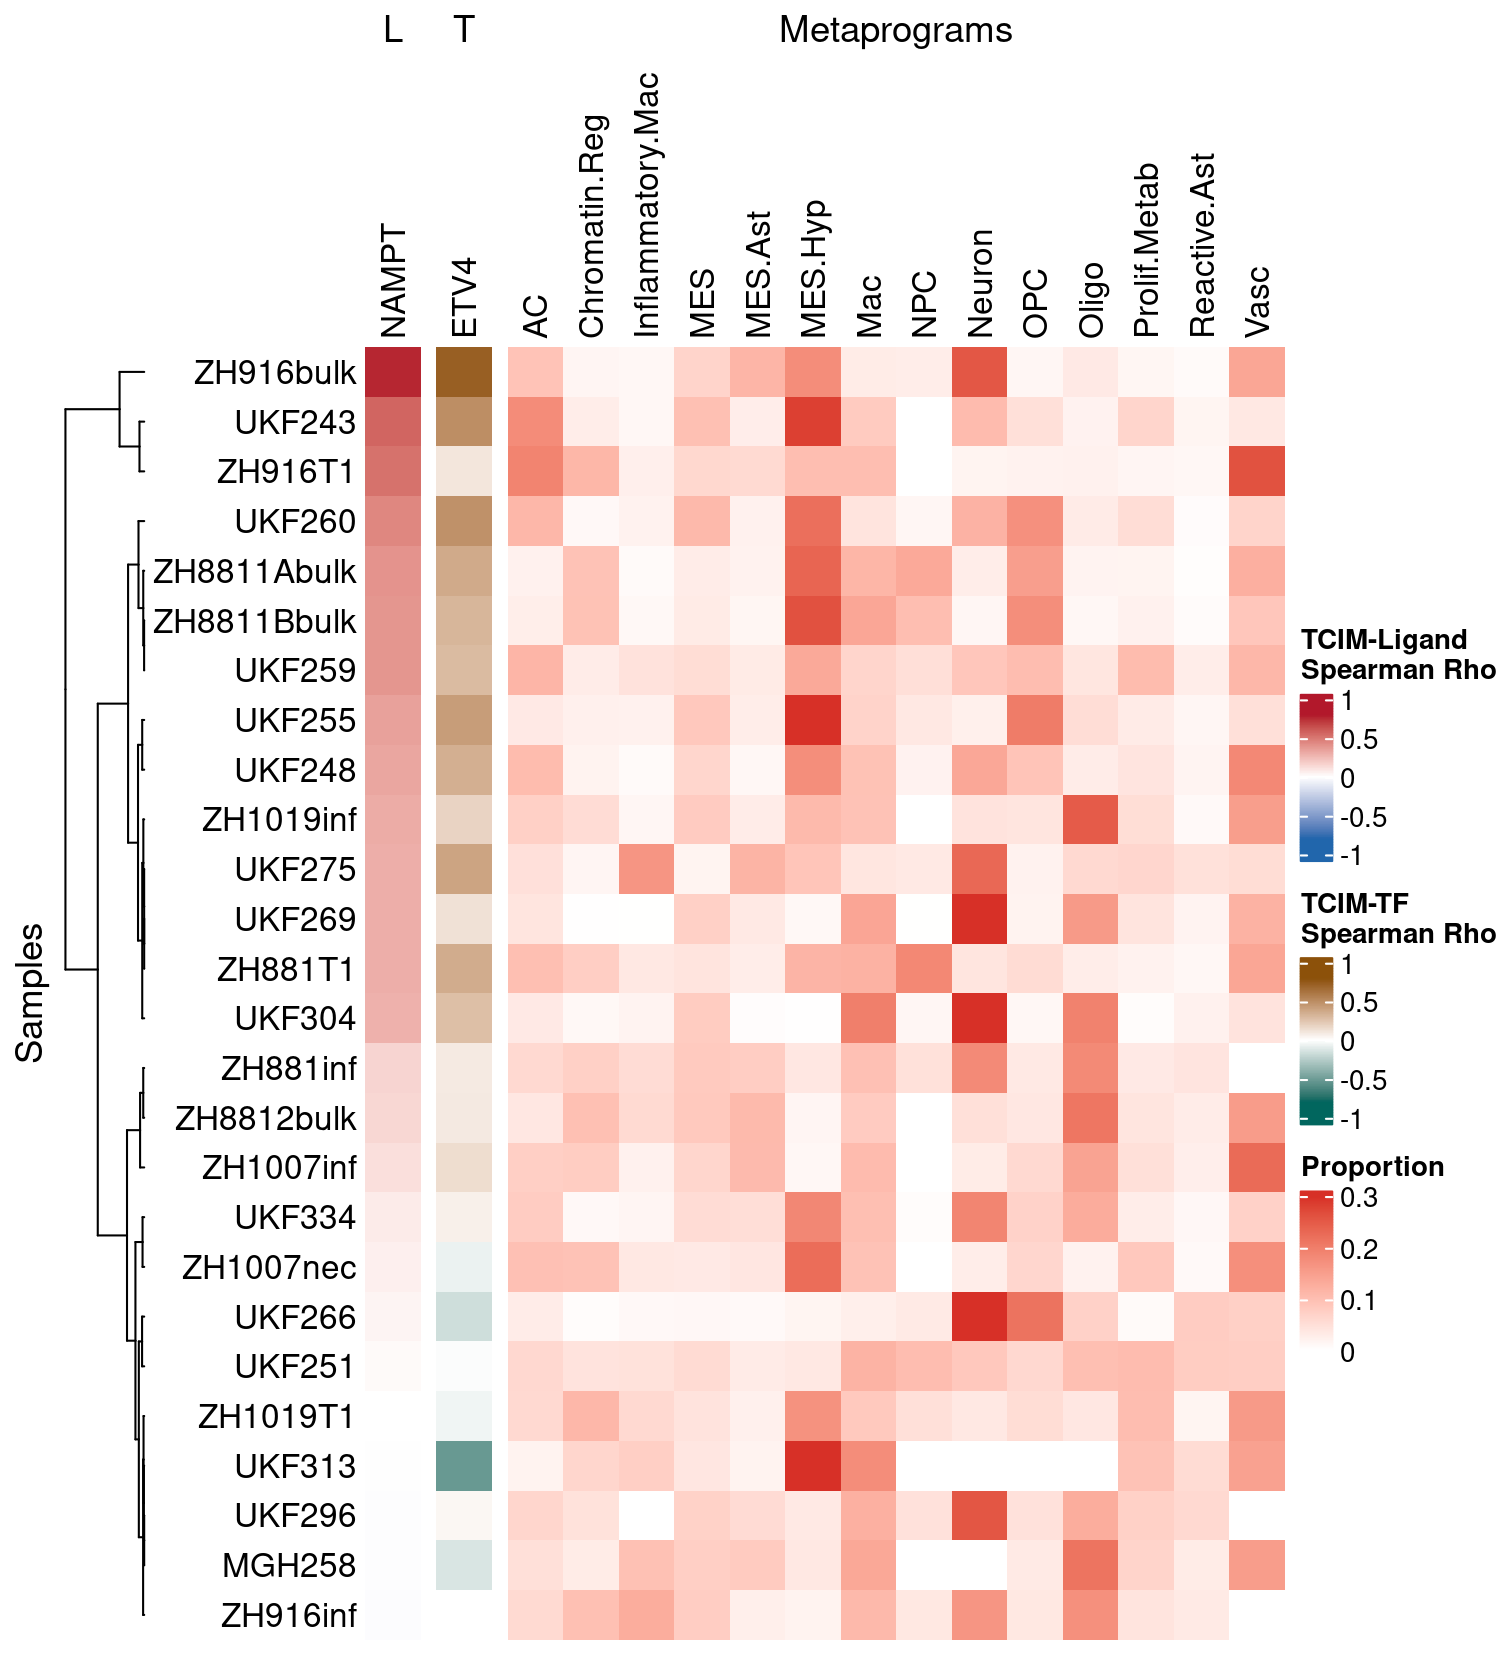 L T Metaprograms
NAMPT
ETV4
AC
Chromatin.Reg
Inflammatory.Mac
MES
MES.Ast
MES.Hyp
Mac
NPC
Neuron
OPC
Oligo
Prolif.Metab
Reactive.Ast
Vasc
Samples
ZH916bulk
UKF243
ZH916T1
UKF260
ZH8811Abulk
ZH8811Bbulk
UKF259
UKF255
UKF248
ZH1019inf
UKF275
UKF269
ZH881T1
UKF304
ZH881inf
ZH8812bulk
ZH1007inf
UKF334
ZH1007nec
UKF266
UKF251
ZH1019T1
UKF313
UKF296
MGH258
ZH916inf
TCIM-Ligand
Spearman Rho
1
0.5
0
-0.5
-1
TCIM-TF
Spearman Rho
1
0.5
0
-0.5
-1
Proportion
0.3
0.2
0.1
0